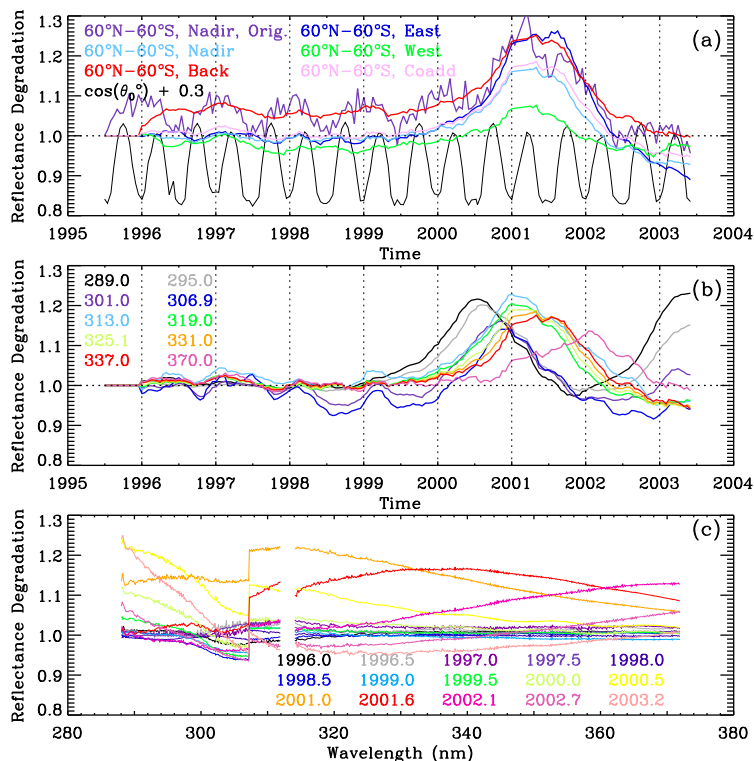 1.3
1.2
1.1
1.0
0.9
0.8
Reflectance Degradation
60°N−60°S, Nadir, Orig.
60°N−60°S, East
60°N−60°S, Nadir
60°N−60°S, West
60°N−60°S, Back
60°N−60°S, Coadd
cos(θ₀°) + 0.3
(a)
1995 1996 1997 1998 1999 2000 2001 2002 2003 2004
Time
1.3
1.2
1.1
1.0
0.9
0.8
Reflectance Degradation
289.0 295.0
301.0 306.9
313.0 319.0
325.1 331.0
337.0 370.0
(b)
1995 1996 1997 1998 1999 2000 2001 2002 2003 2004
Time
1.3
1.2
1.1
1.0
0.9
0.8
Reflectance Degradation
(c)
1996.0 1996.5 1997.0 1997.5 1998.0
1998.5 1999.0 1999.5 2000.0 2000.5
2001.0 2001.6 2002.1 2002.7 2003.2
280 300 320 340 360 380
Wavelength (nm)